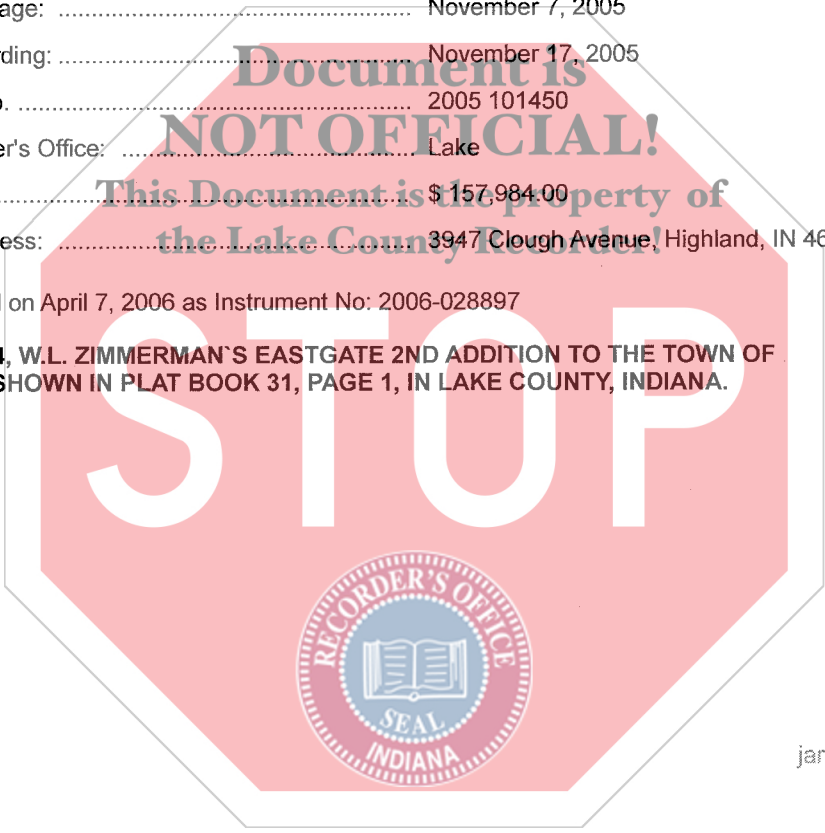 age: ........................................................................ November 7, 2005
ding: ........................................................................ November 17, 2005
Document is
. ........................................................................ 2005 101450
NOT OFFICIAL!
er's Office: ............................................................ Lake
........................................................................ $ 157,984.00
This Document is the property of
ess: ........................................................................ 3947 Clough Avenue, Highland, IN 46
the Lake County Recorder!
on April 7, 2006 as Instrument No: 2006-028897
, W.L. ZIMMERMAN`S EASTGATE 2ND ADDITION TO THE TOWN OF
SHOWN IN PLAT BOOK 31, PAGE 1, IN LAKE COUNTY, INDIANA.
STOP
RECORDER'S OFFICE
SEAL
INDIANA
jar